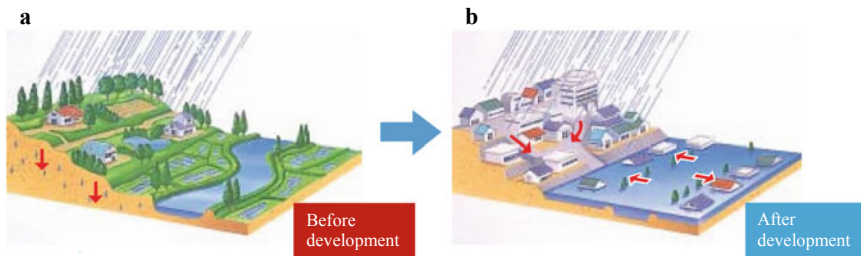 a
b
Before
development
After
development